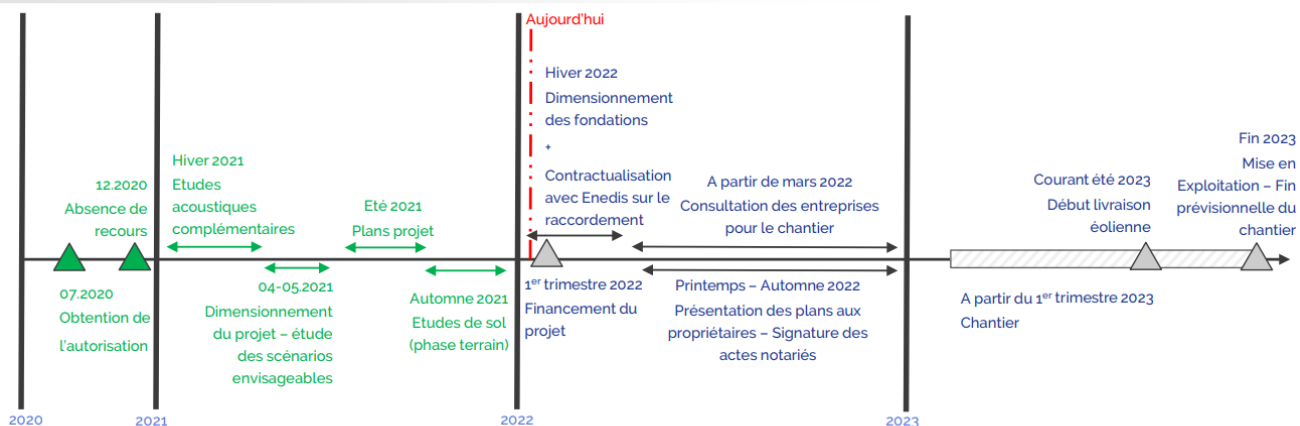 Aujourd'hui
Hiver 2022
Dimensionnement
des fondations
+
Contractualisation
avec Enedis sur le
raccordement
Hiver 2021
Etudes
acoustiques
complémentaires
12.2020
Absence de
recours
Eté 2021
Plans projet
A partir de mars 2022
Consultation des entreprises
pour le chantier
Courant été 2023
Début livraison
éolienne
Fin 2023
Mise en
Exploitation – Fin
prévisionnelle du
chantier
07.2020
Obtention de
l'autorisation
04-05.2021
Dimensionnement
du projet – étude
des scénarios
envisageables
Automne 2021
Etudes de sol
(phase terrain)
1er trimestre 2022
Financement du
projet
Printemps – Automne 2022
Présentation des plans aux
propriétaires – Signature des
actes notariés
A partir du 1er trimestre 2023
Chantier
2020
2021
2022
2023